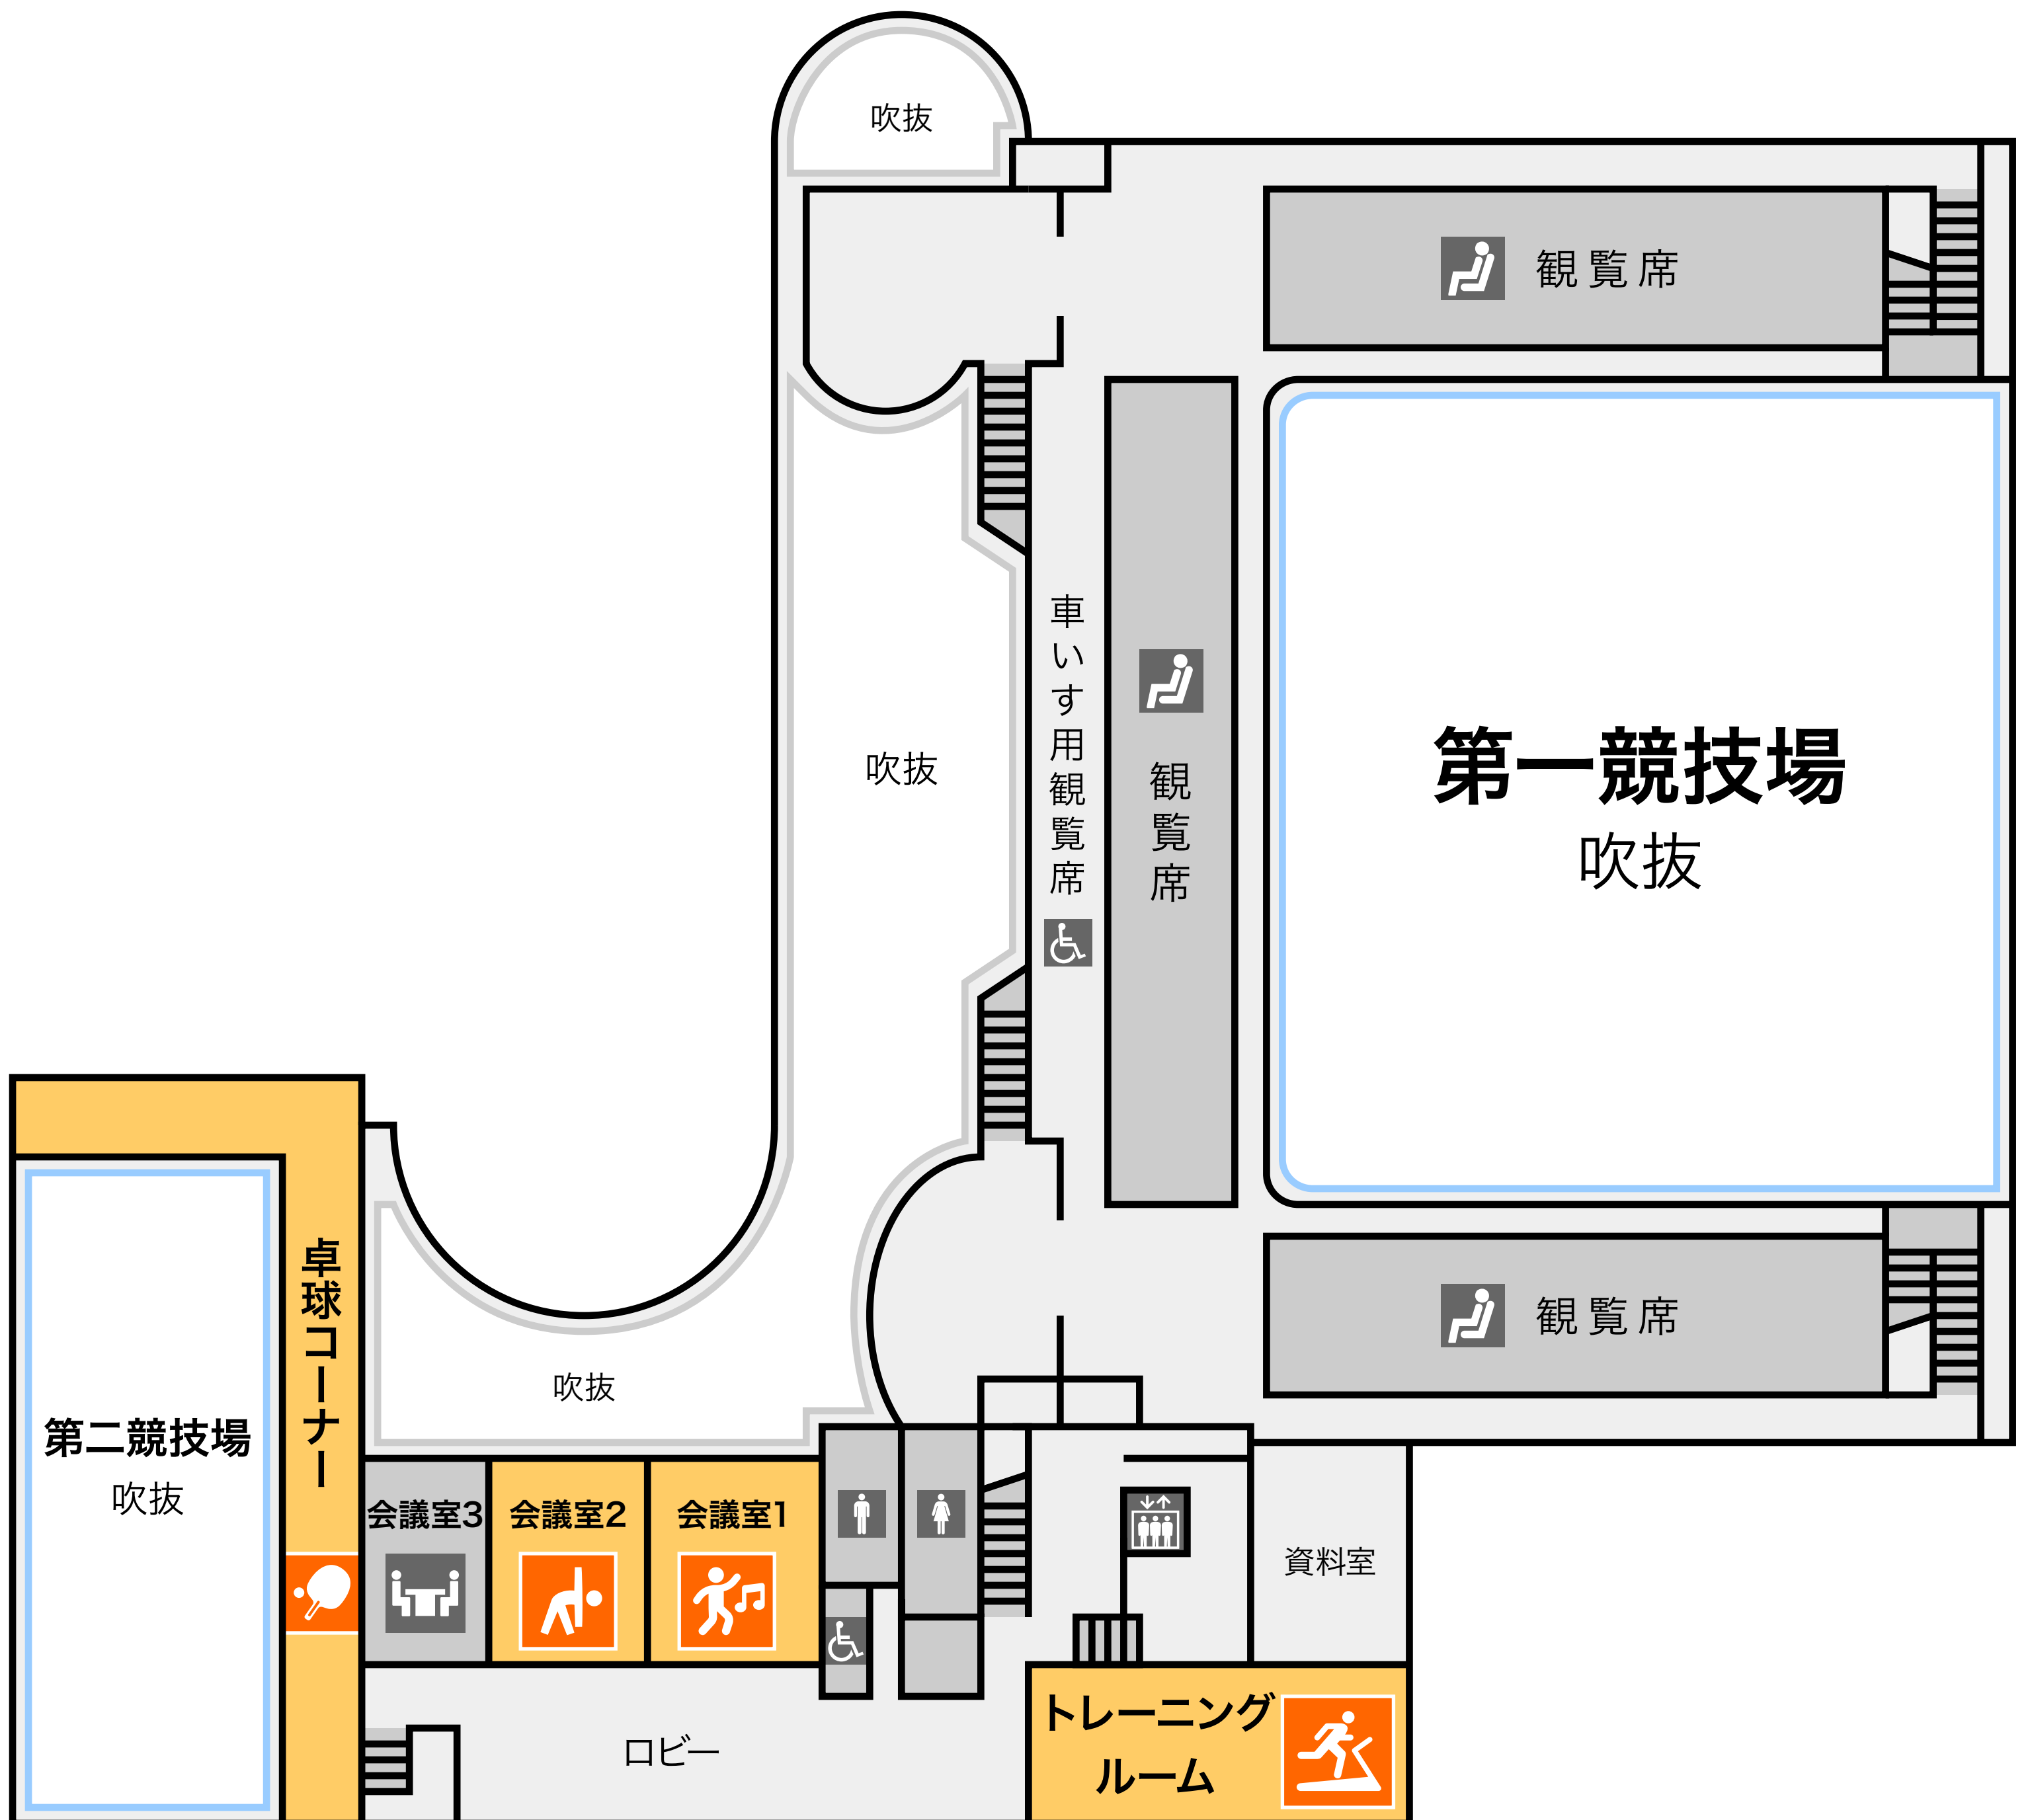 吹抜
観覧席
車いす用観覧席
観覧席
吹抜
第一競技場
吹抜
観覧席
卓球コーナー
第二競技場
吹抜
吹抜
会議室3
会議室2
会議室1
資料室
ロビー
トレーニング
ルーム